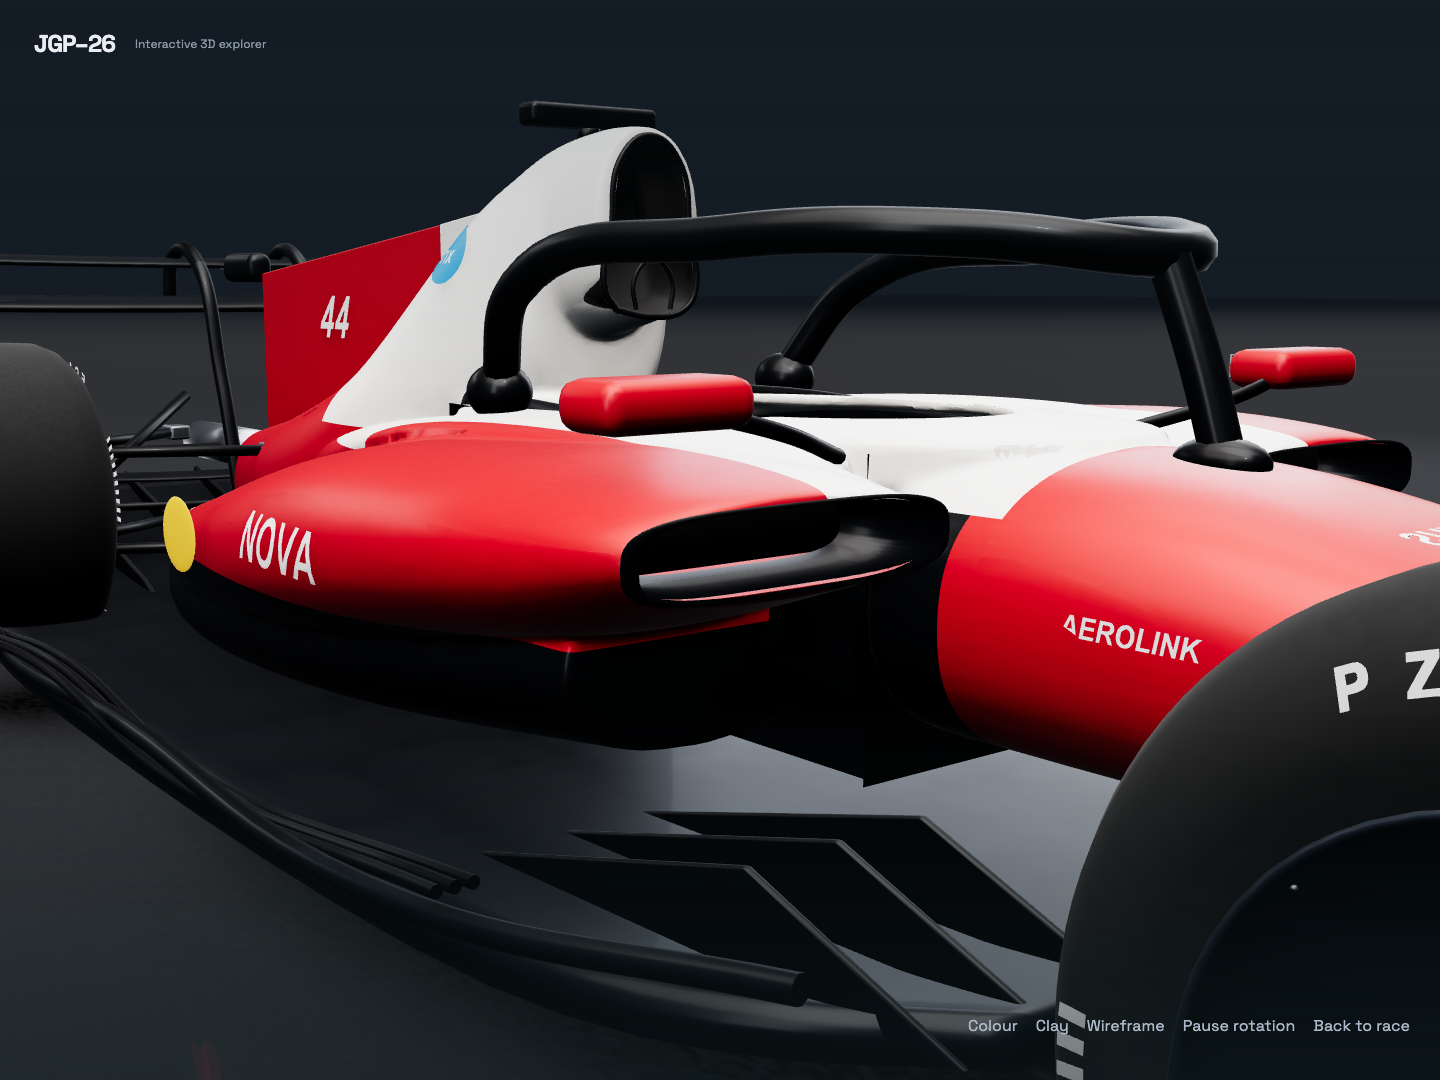 JGP–26 Interactive 3D explorer
44
NOVA
AEROLINK
P Z
Colour Clay Wireframe Pause rotation Back to race